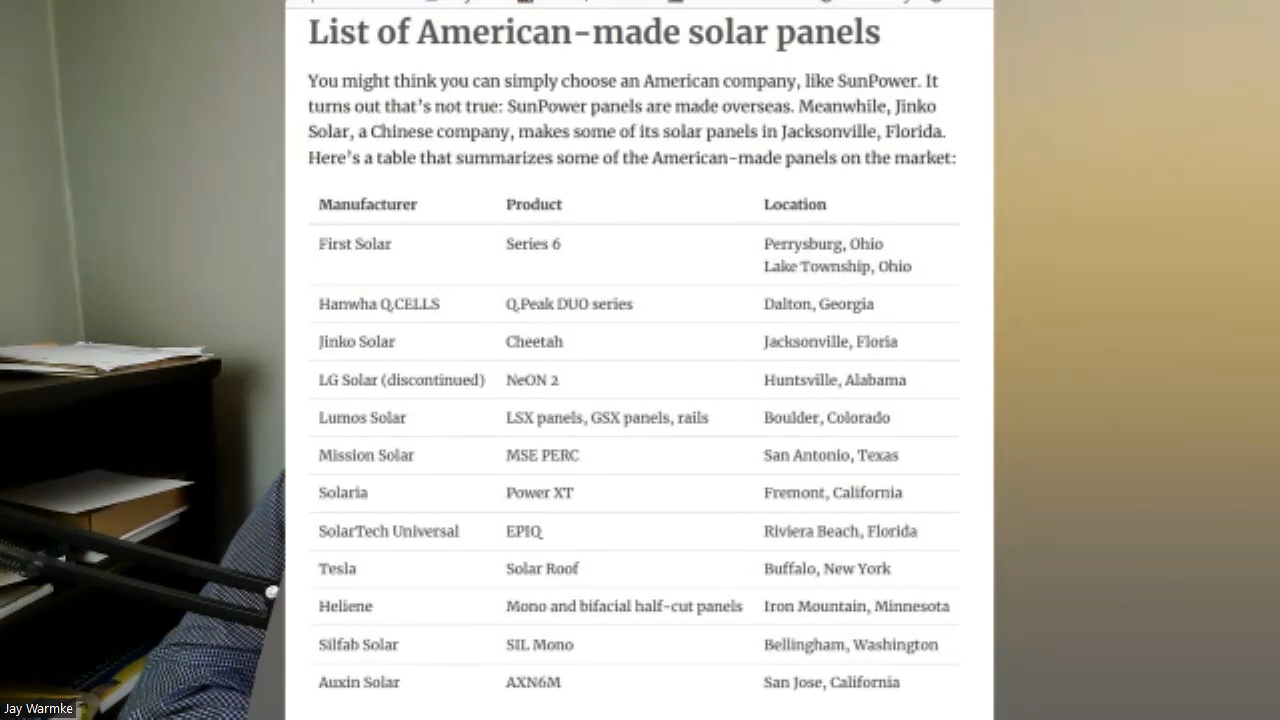 List of American-made solar panels
You might think you can simply choose an American company, like SunPower. It
turns out that's not true: SunPower panels are made overseas. Meanwhile, Jinko
Solar, a Chinese company, makes some of its solar panels in Jacksonville, Florida.
Here's a table that summarizes some of the American-made panels on the market:
Manufacturer Product Location
First Solar Series 6 Perrysburg, Ohio
Lake Township, Ohio
Hanwha Q.CELLS Q.Peak DUO series Dalton, Georgia
Jinko Solar Cheetah Jacksonville, Floria
LG Solar (discontinued) NeON 2 Huntsville, Alabama
Lumos Solar LSX panels, GSX panels, rails Boulder, Colorado
Mission Solar MSE PERC San Antonio, Texas
Solaria Power XT Fremont, California
SolarTech Universal EPIQ Riviera Beach, Florida
Tesla Solar Roof Buffalo, New York
Heliene Mono and bifacial half-cut panels Iron Mountain, Minnesota
Silfab Solar SIL Mono Bellingham, Washington
Auxin Solar AXN6M San Jose, California
Jay Warmke